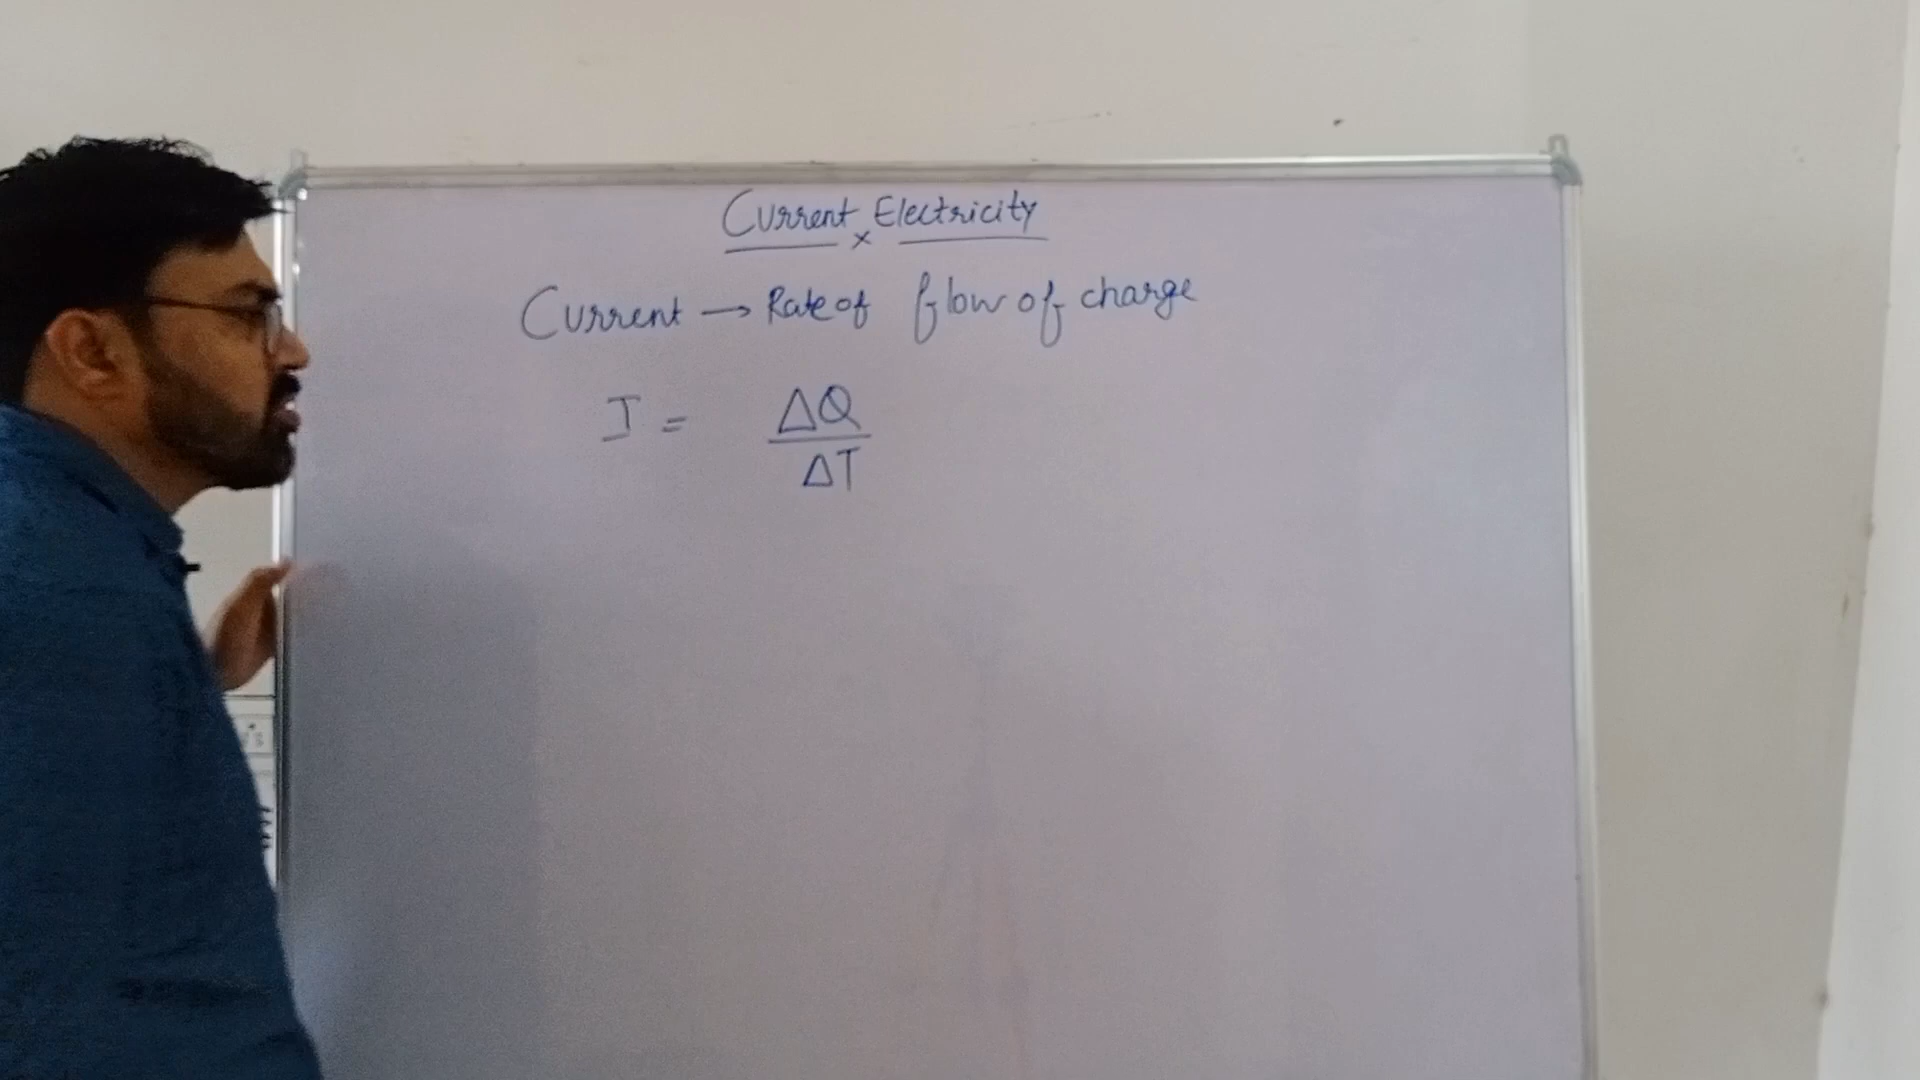 Current Electricity
Current → Rate of flow of charge
I = ΔQ
ΔT